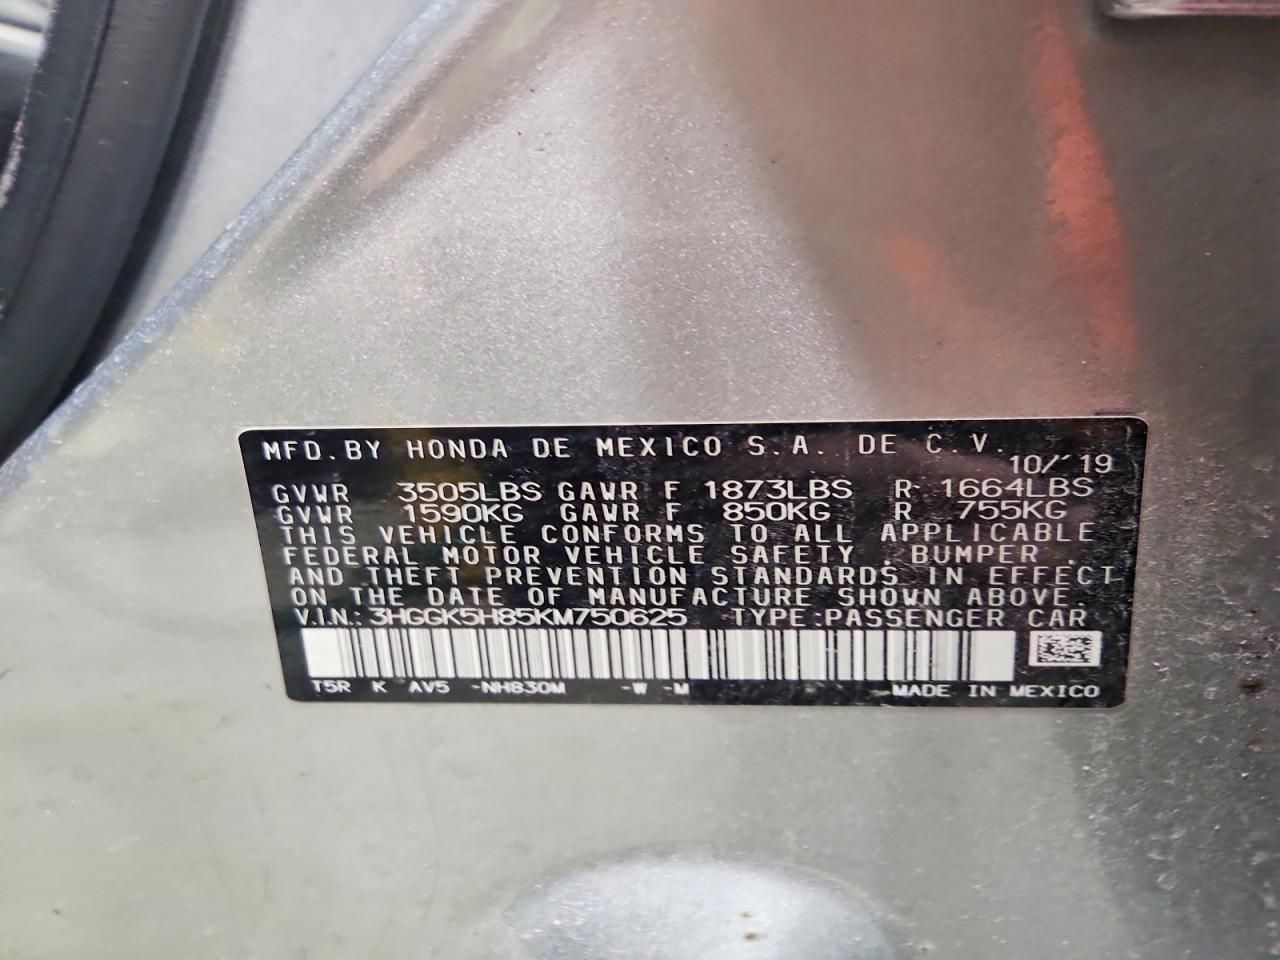 MFD. BY HONDA DE MEXICO S.A. DE C.V.
10/'19
GVWR 3505LBS GAWR F 1873LBS R 1664LBS
GVWR 1590KG GAWR F 850KG R 755KG
THIS VEHICLE CONFORMS TO ALL APPLICABLE
FEDERAL MOTOR VEHICLE SAFETY, BUMPER,
AND THEFT PREVENTION STANDARDS IN EFFECT
ON THE DATE OF MANUFACTURE SHOWN ABOVE
V.I.N.: 3HGGK5H85KM750625 TYPE:PASSENGER CAR
T5R K AV5 -NH830M -W -M MADE IN MEXICO